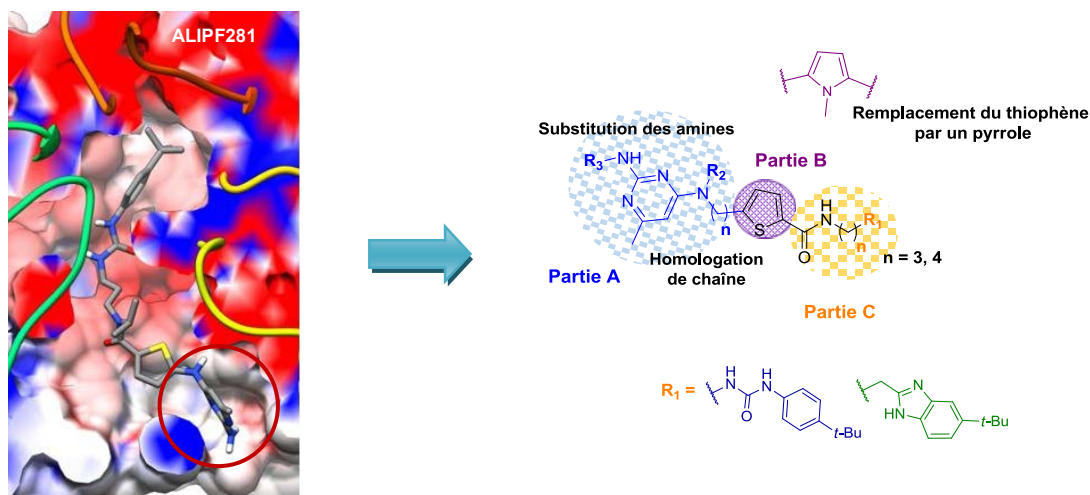 ALIPF281
N
Remplacement du thiophène
par un pyrrole
Substitution des amines
Partie B
R3 NH
R2
N
N
N
n
S
O
H
N
R1
n
n = 3, 4
Partie A
Homologation
de chaîne
Partie C
R1 =
H
N
H
N
O
t-Bu
N
HN
t-Bu